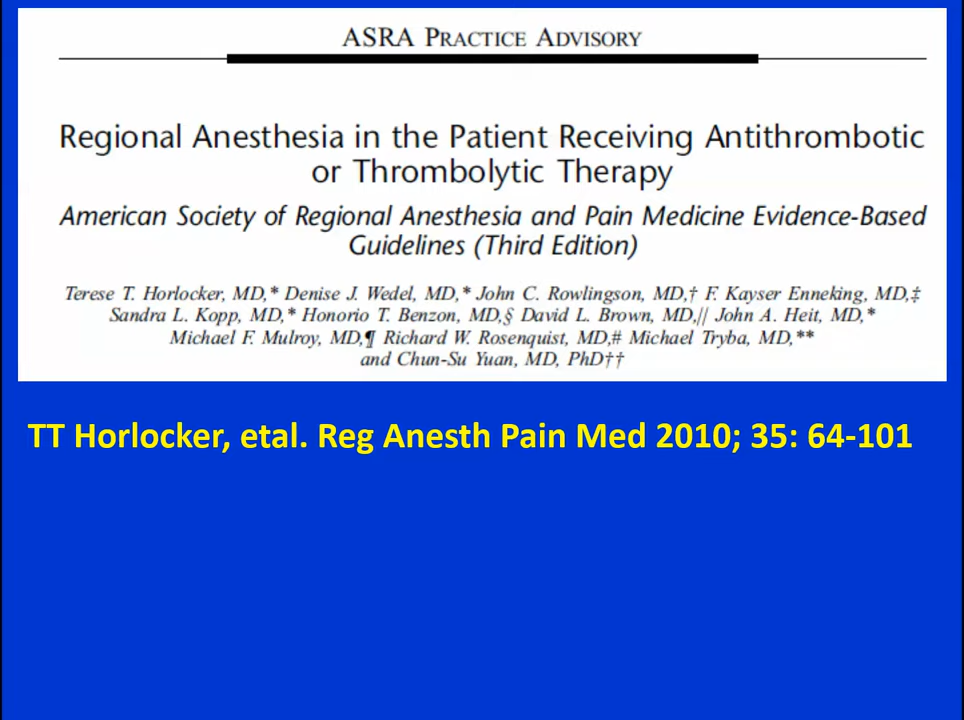 ASRA PRACTICE ADVISORY
Regional Anesthesia in the Patient Receiving Antithrombotic
or Thrombolytic Therapy
American Society of Regional Anesthesia and Pain Medicine Evidence-Based
Guidelines (Third Edition)
Terese T. Horlocker, MD,* Denise J. Wedel, MD,* John C. Rowlingson, MD,† F. Kayser Enneking, MD,‡
Sandra L. Kopp, MD,* Honorio T. Benzon, MD,§ David L. Brown, MD,|| John A. Heit, MD,*
Michael F. Mulroy, MD,¶ Richard W. Rosenquist, MD,# Michael Tryba, MD,**
and Chun-Su Yuan, MD, PhD††
TT Horlocker, etal. Reg Anesth Pain Med 2010; 35: 64-101